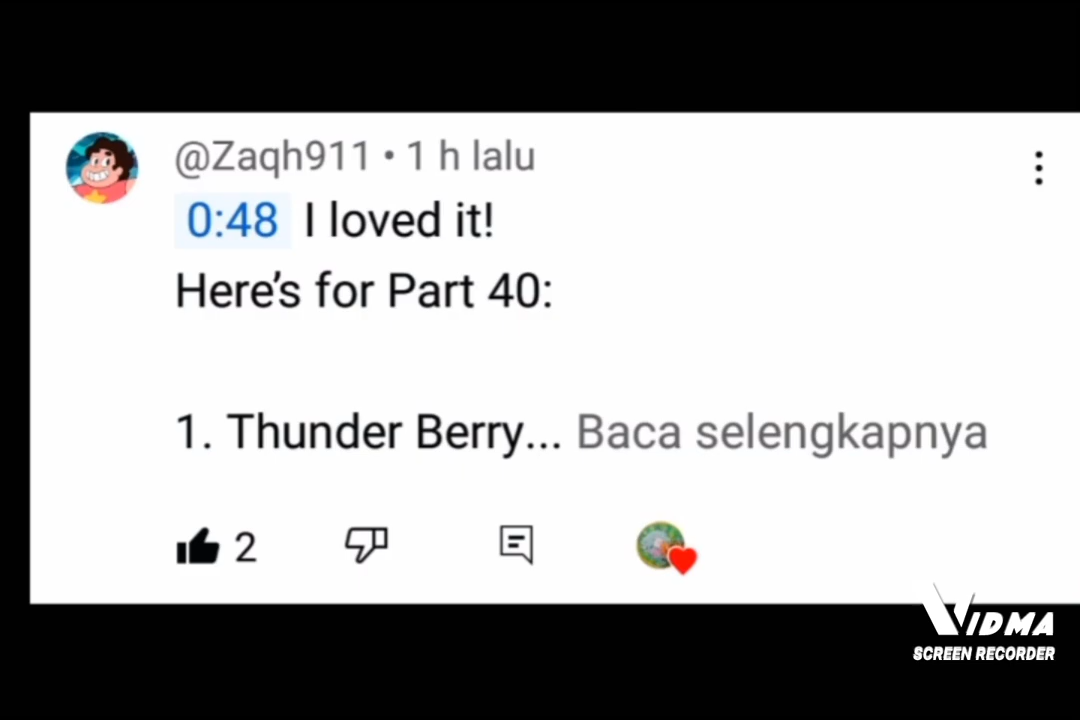 @Zaqh911 • 1 h lalu
0:48 I loved it!
Here’s for Part 40:
1. Thunder Berry... Baca selengkapnya
2
VIDMA
SCREEN RECORDER